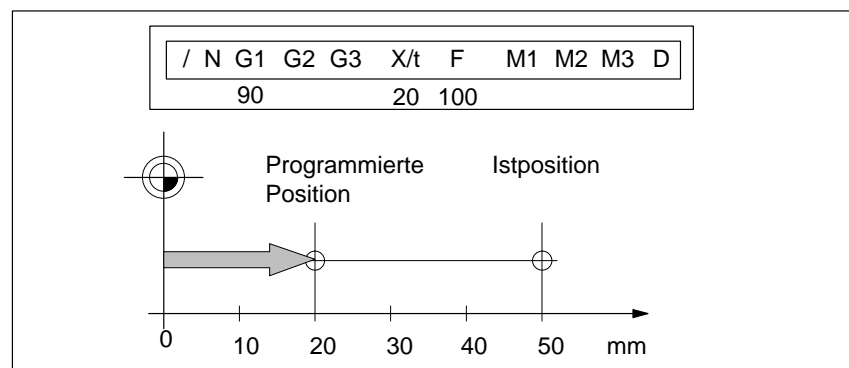 / N G1 G2 G3 X/t F M1 M2 M3 D
90 20 100
Programmierte Position
Istposition
0 10 20 30 40 50 mm